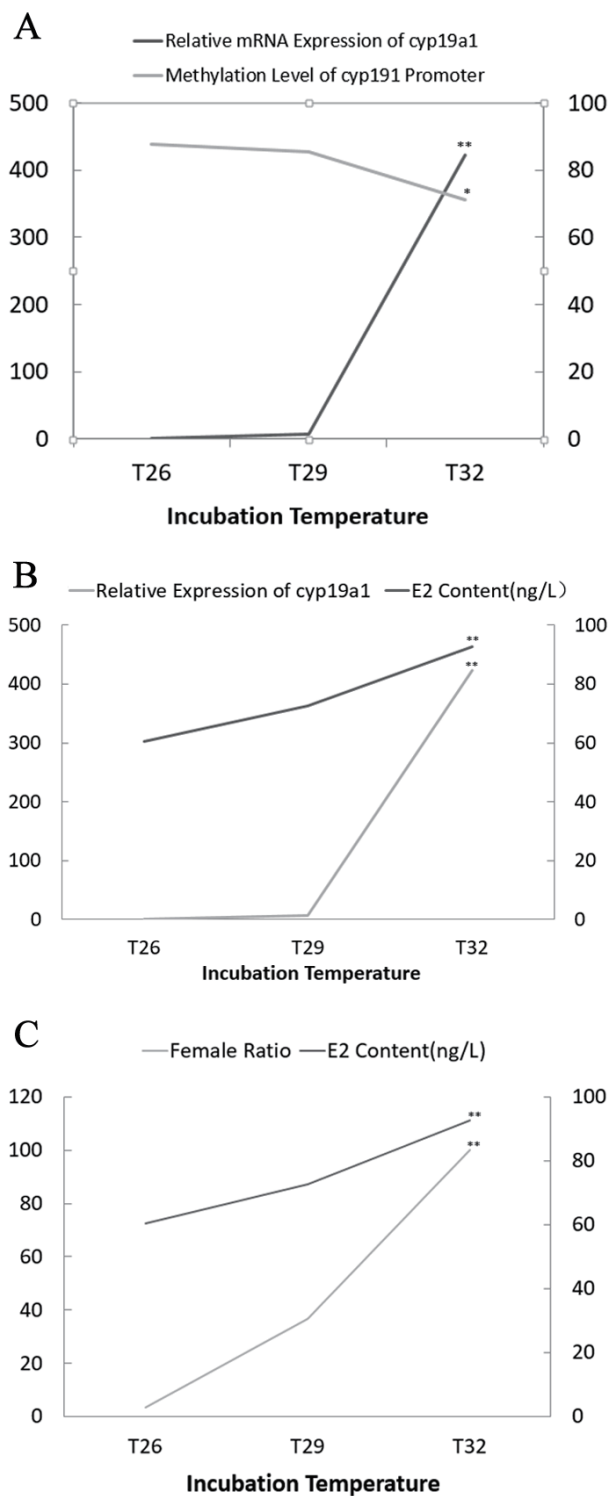 A
Relative mRNA Expression of cyp19a1
Methylation Level of cyp191 Promoter
500 100
** 
400 80
*
300 60
200 40
100 20
0 0
T26 T29 T32
Incubation Temperature
B
Relative Expression of cyp19a1 E2 Content(ng/L）
500 100
**
400 ** 80
300 60
200 40
100 20
0 0
T26 T29 T32
Incubation Temperature
C
Female Ratio E2 Content(ng/L)
120 100
**
100 ** 80
80
60 60
40 40
20 20
0 0
T26 T29 T32
Incubation Temperature